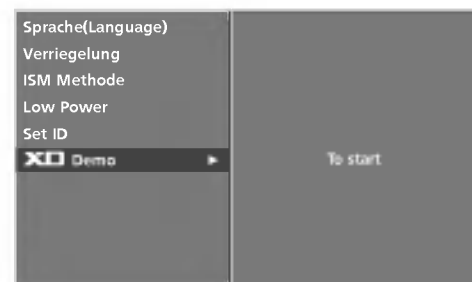 Sprache(Language)
Verriegelung
ISM Methode
Low Power
Set ID
XD Demo ►
To start